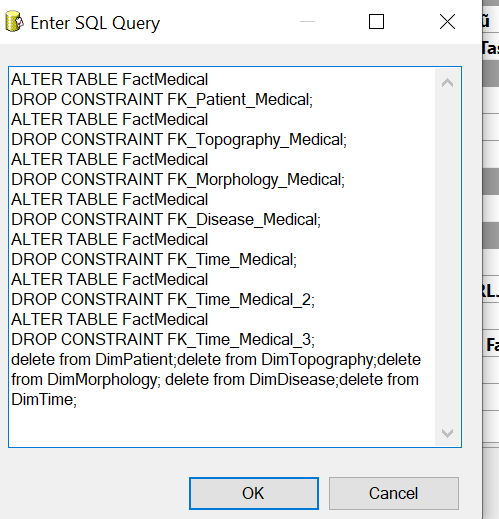 Enter SQL Query
ALTER TABLE FactMedical
DROP CONSTRAINT FK_Patient_Medical;
ALTER TABLE FactMedical
DROP CONSTRAINT FK_Topography_Medical;
ALTER TABLE FactMedical
DROP CONSTRAINT FK_Morphology_Medical;
ALTER TABLE FactMedical
DROP CONSTRAINT FK_Disease_Medical;
ALTER TABLE FactMedical
DROP CONSTRAINT FK_Time_Medical;
ALTER TABLE FactMedical
DROP CONSTRAINT FK_Time_Medical_2;
ALTER TABLE FactMedical
DROP CONSTRAINT FK_Time_Medical_3;
delete from DimPatient;delete from DimTopography;delete
from DimMorphology; delete from DimDisease;delete from
DimTime;
OK
Cancel